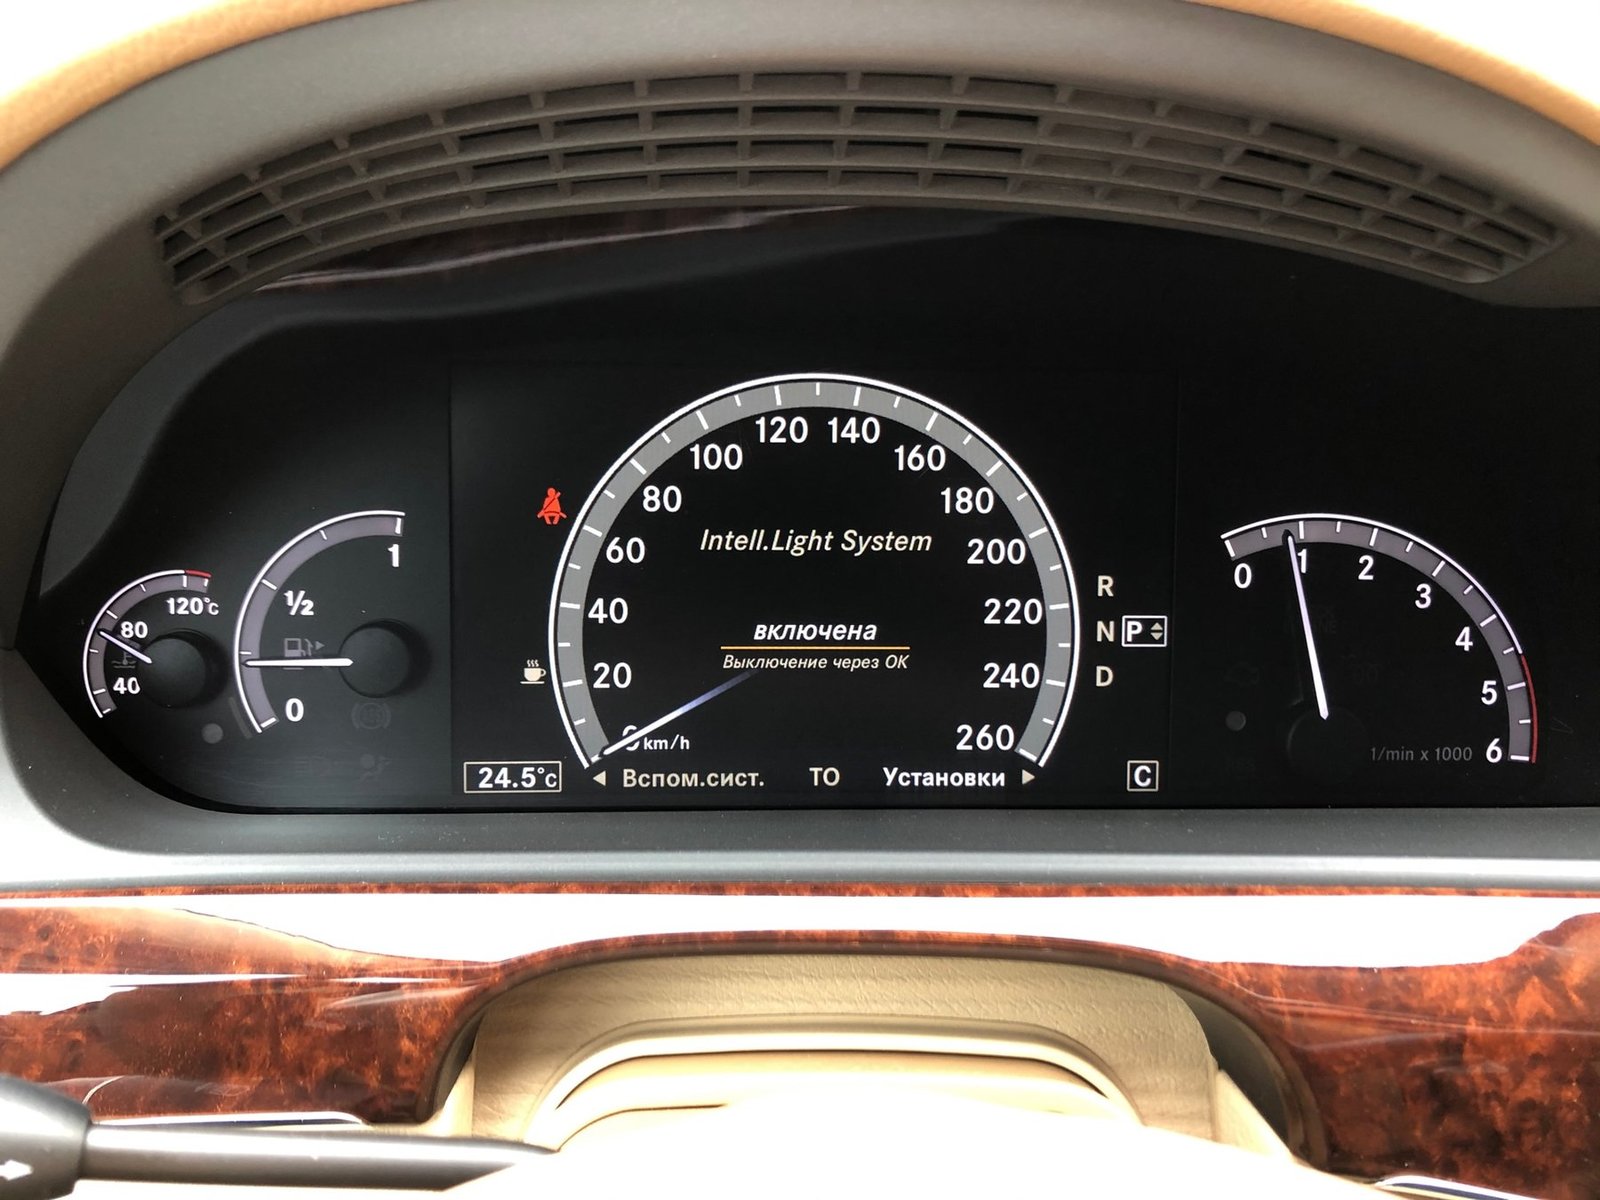 120 140
100 160
80 180
Intell.Light System
60 200
1
1/2
0
120°C
80
40
40 220
включена
Выключение через ОК
20 240
0 km/h 260
R
N P
D
24.5°C
Вспом.сист. ТО Установки
C
0 1 2 3 4 5 6
1/min x 1000